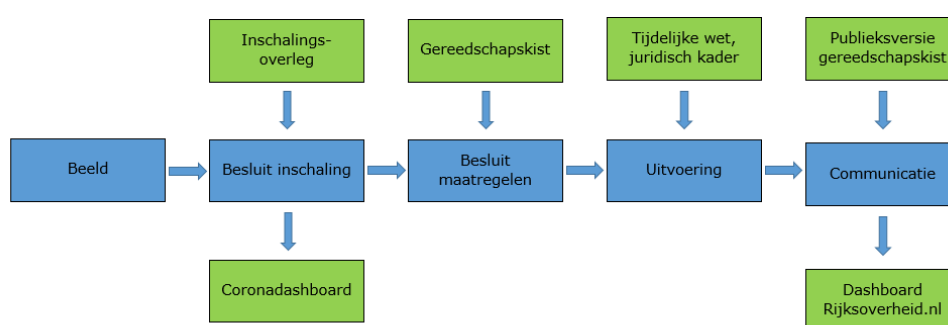 Inschalings-
overleg
Gereedschapskist
Tijdelijke wet,
juridisch kader
Publieksversie
gereedschapskist
Beeld
Besluit inschaling
Besluit
maatregelen
Uitvoering
Communicatie
Coronadashboard
Dashboard
Rijksoverheid.nl